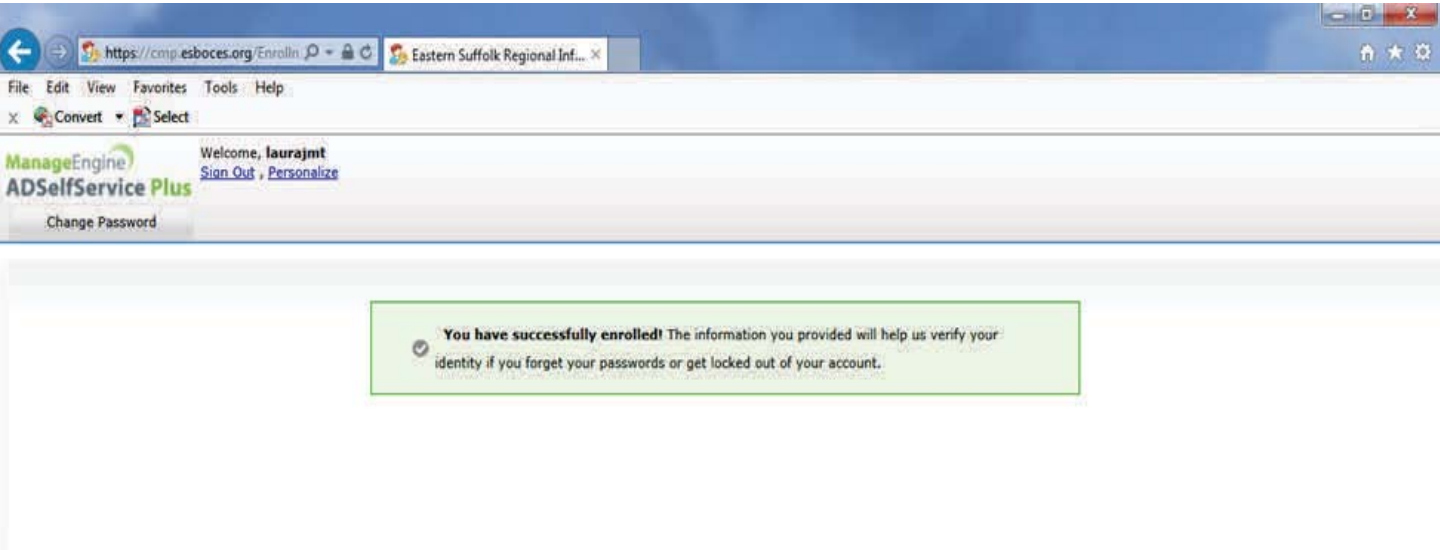 https://cmp.esboces.org/Enrolln
Eastern Suffolk Regional Inf...
File Edit View Favorites Tools Help
x Convert Select
ManageEngine
ADSelfService Plus
Welcome, laurajmt
Sign Out , Personalize
Change Password
You have successfully enrolled! The information you provided will help us verify your
identity if you forget your passwords or get locked out of your account.